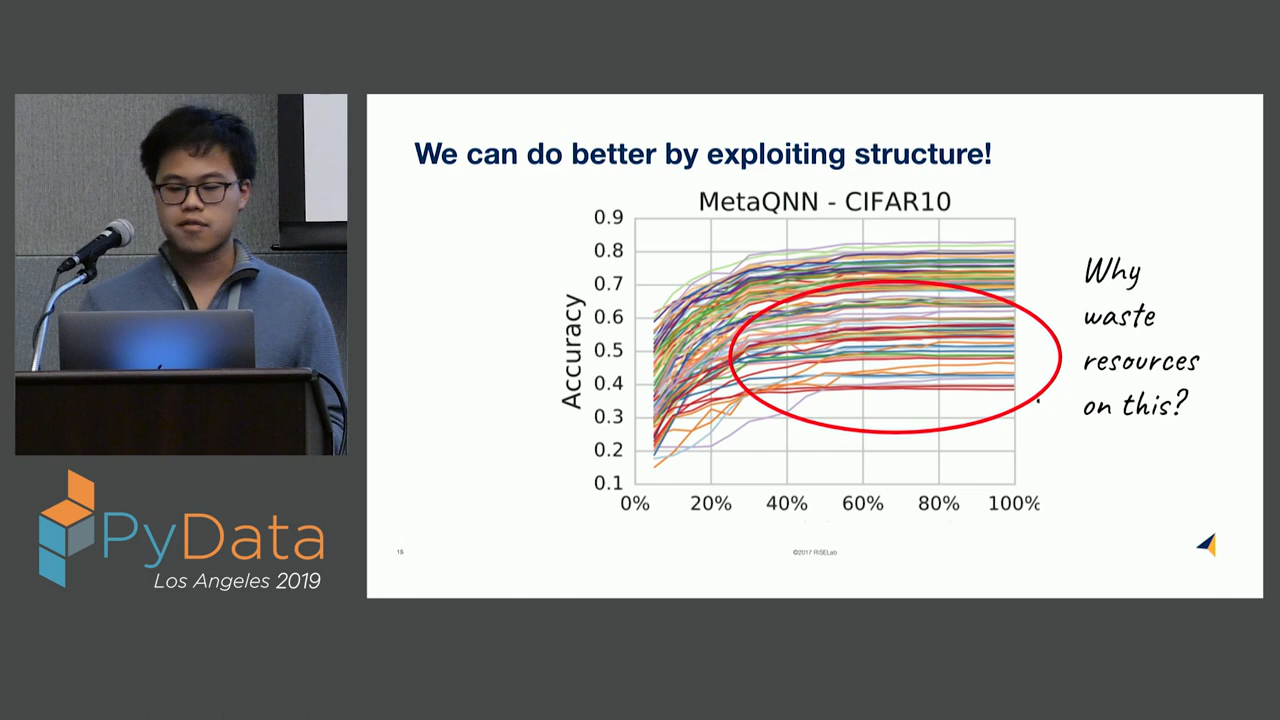 We can do better by exploiting structure!
MetaQNN - CIFAR10
0.9
0.8
0.7
0.6
0.5
0.4
0.3
0.2
0.1
Accuracy
0%
20%
40%
60%
80%
100%
Why
waste
resources
on this?
PyData
Los Angeles 2019
15
©2017 RISELab